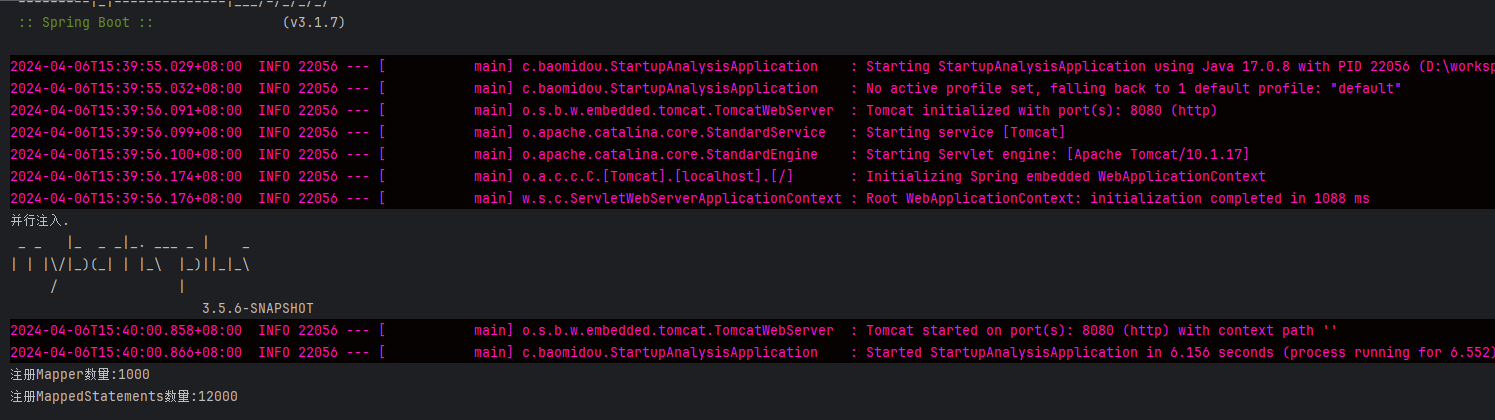 :: Spring Boot ::                (v3.1.7)
2024-04-06T15:39:55.029+08:00  INFO 22056 --- [           main] c.baomidou.StartupAnalysisApplication    : Starting StartupAnalysisApplication using Java 17.0.8 with PID 22056 (D:\worksp
2024-04-06T15:39:55.032+08:00  INFO 22056 --- [           main] c.baomidou.StartupAnalysisApplication    : No active profile set, falling back to 1 default profile: "default"
2024-04-06T15:39:56.091+08:00  INFO 22056 --- [           main] o.s.b.w.embedded.tomcat.TomcatWebServer  : Tomcat initialized with port(s): 8080 (http)
2024-04-06T15:39:56.099+08:00  INFO 22056 --- [           main] o.apache.catalina.core.StandardService   : Starting service [Tomcat]
2024-04-06T15:39:56.100+08:00  INFO 22056 --- [           main] o.apache.catalina.core.StandardEngine    : Starting Servlet engine: [Apache Tomcat/10.1.17]
2024-04-06T15:39:56.174+08:00  INFO 22056 --- [           main] o.a.c.c.C.[Tomcat].[localhost].[/]       : Initializing Spring embedded WebApplicationContext
2024-04-06T15:39:56.176+08:00  INFO 22056 --- [           main] w.s.c.ServletWebServerApplicationContext : Root WebApplicationContext: initialization completed in 1088 ms
并行注入.
3.5.6-SNAPSHOT
2024-04-06T15:40:00.858+08:00  INFO 22056 --- [           main] o.s.b.w.embedded.tomcat.TomcatWebServer  : Tomcat started on port(s): 8080 (http) with context path ''
2024-04-06T15:40:00.866+08:00  INFO 22056 --- [           main] c.baomidou.StartupAnalysisApplication    : Started StartupAnalysisApplication in 6.156 seconds (process running for 6.552)
注册Mapper数量:1000
注册MappedStatements数量:12000